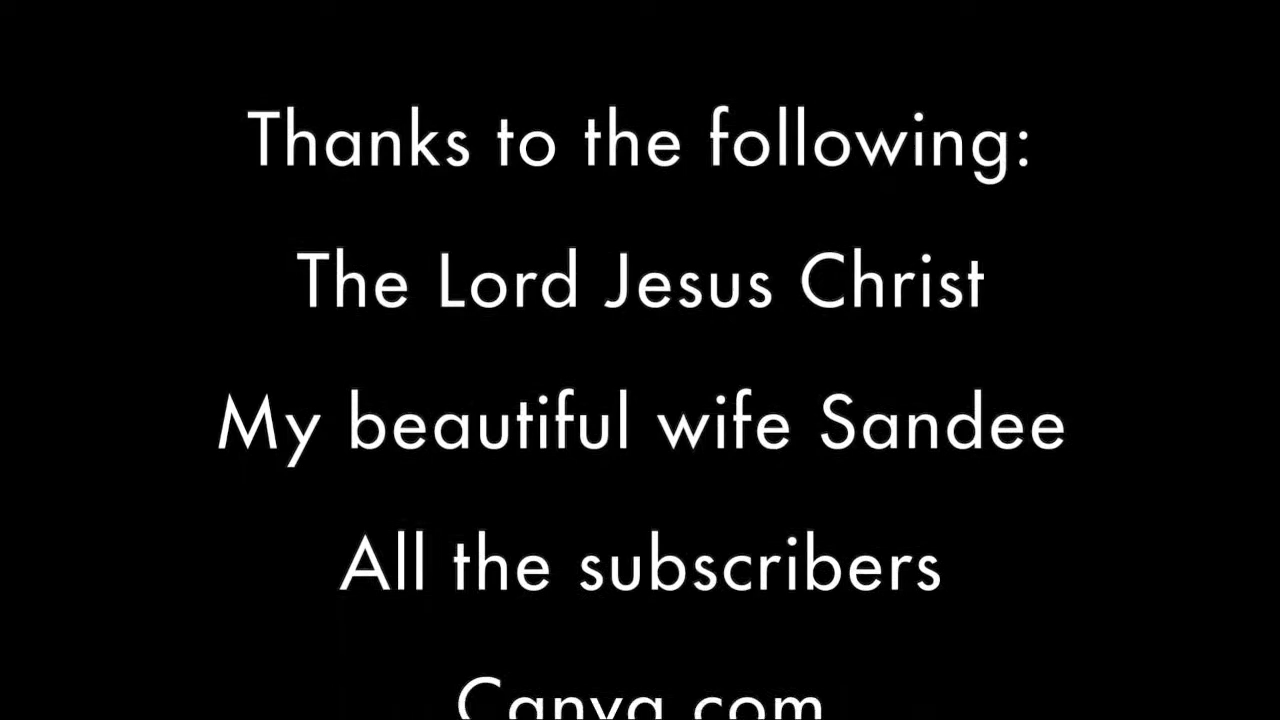 Thanks to the following:
The Lord Jesus Christ
My beautiful wife Sandee
All the subscribers
Canva.com